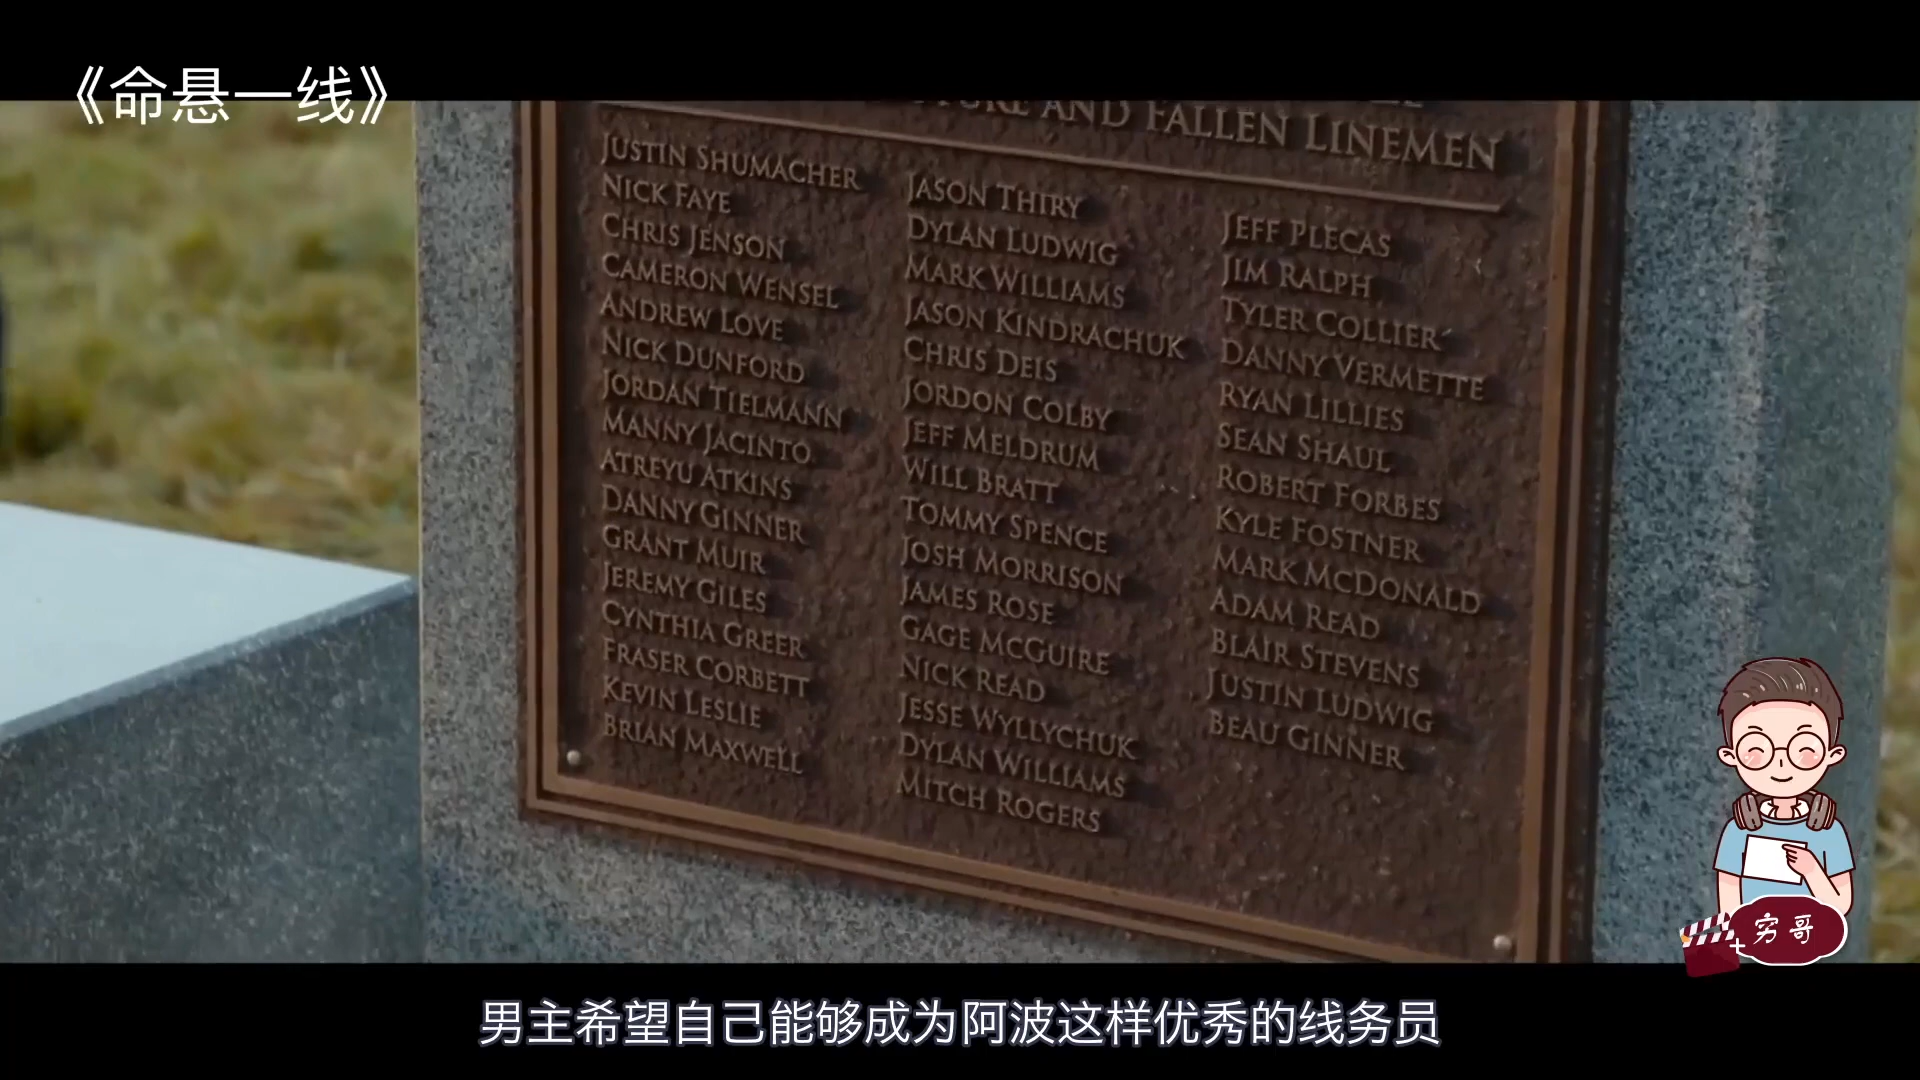 《命悬一线》
AND FALLEN LINEMEN
JUSTIN SHUMACHER
NICK FAYE
CHRIS JENSON
CAMERON WENSEL
ANDREW LOVE
NICK DUNFORD
JORDAN TIELMANN
MANNY JACINTO
ATREYU ATKINS
DANNY GINNER
GRANT MUIR
JEREMY GILES
CYNTHIA GREER
FRASER CORBETT
KEVIN LESLIE
BRIAN MAXWELL
JASON THIRY
DYLAN LUDWIG
MARK WILLIAMS
JASON KINDRACHUK
CHRIS DEIS
JORDON COLBY
JEFF MELDRUM
WILL BRATT
TOMMY SPENCE
JOSH MORRISON
JAMES ROSE
GAGE MCGUIRE
NICK READ
JESSE WYLLYCHUK
DYLAN WILLIAMS
MITCH ROGERS
JEFF PLECAS
JIM RALPH
TYLER COLLIER
DANNY VERMETTE
RYAN LILLIES
SEAN SHAUL
ROBERT FORBES
KYLE FOSTNER
MARK MCDONALD
ADAM READ
BLAIR STEVENS
JUSTIN LUDWIG
BEAU GINNER
穷哥
男主希望自己能够成为阿波这样优秀的线务员